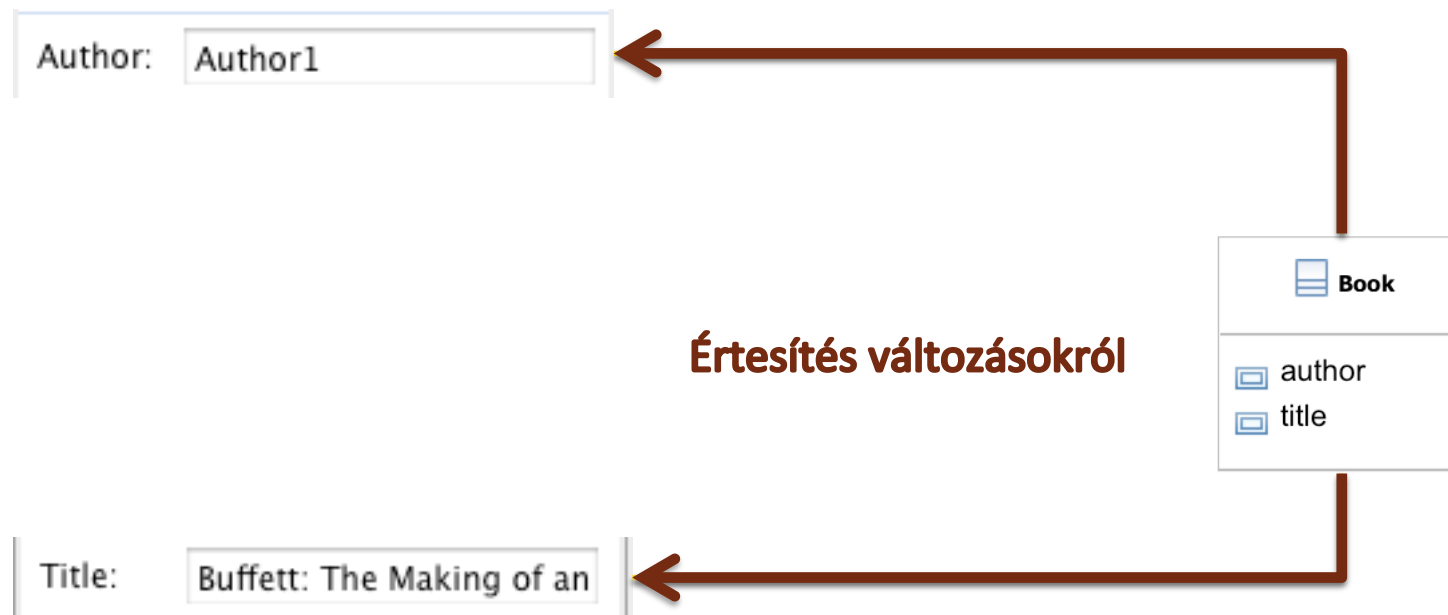 Author: Author1
Book
Értesítés változásokról
author
title
Title: Buffett: The Making of an